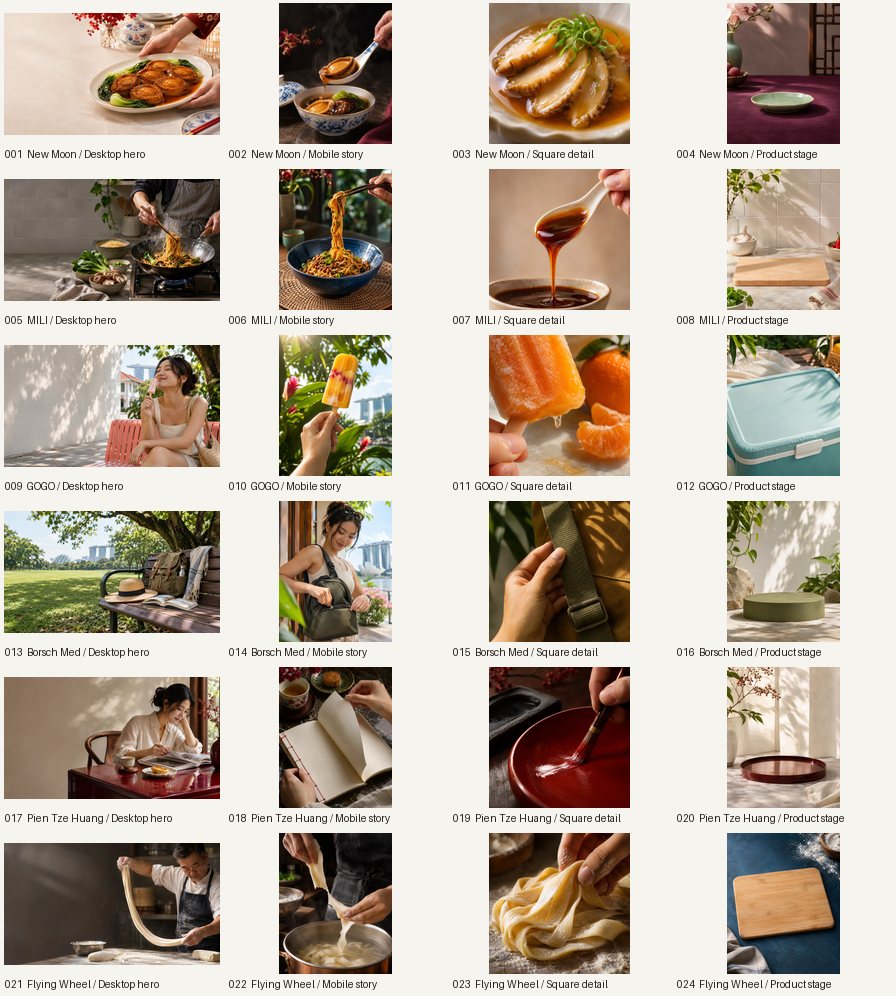 001 New Moon / Desktop hero
002 New Moon / Mobile story
003 New Moon / Square detail
004 New Moon / Product stage
005 MILI / Desktop hero
006 MILI / Mobile story
007 MILI / Square detail
008 MILI / Product stage
009 GOGO / Desktop hero
010 GOGO / Mobile story
011 GOGO / Square detail
012 GOGO / Product stage
013 Borsch Med / Desktop hero
014 Borsch Med / Mobile story
015 Borsch Med / Square detail
016 Borsch Med / Product stage
017 Pien Tze Huang / Desktop hero
018 Pien Tze Huang / Mobile story
019 Pien Tze Huang / Square detail
020 Pien Tze Huang / Product stage
021 Flying Wheel / Desktop hero
022 Flying Wheel / Mobile story
023 Flying Wheel / Square detail
024 Flying Wheel / Product stage